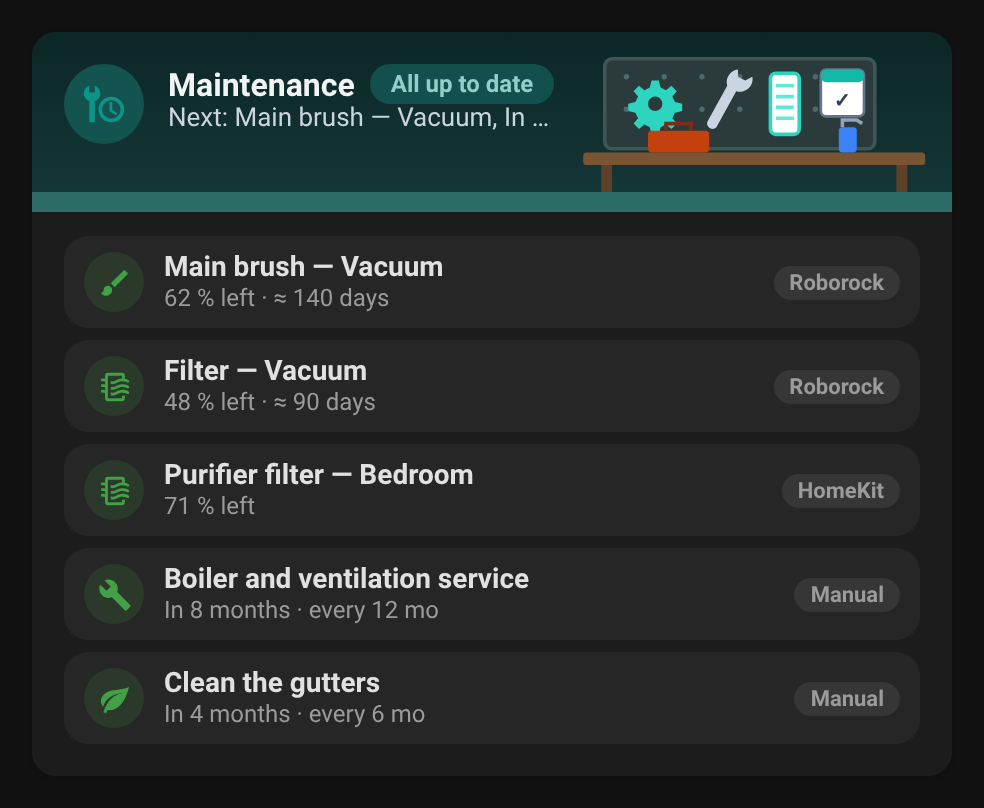 Maintenance All up to date
Next: Main brush — Vacuum, In ...
Main brush — Vacuum
62 % left · ≈ 140 days
Roborock
Filter — Vacuum
48 % left · ≈ 90 days
Roborock
Purifier filter — Bedroom
71 % left
HomeKit
Boiler and ventilation service
In 8 months · every 12 mo
Manual
Clean the gutters
In 4 months · every 6 mo
Manual